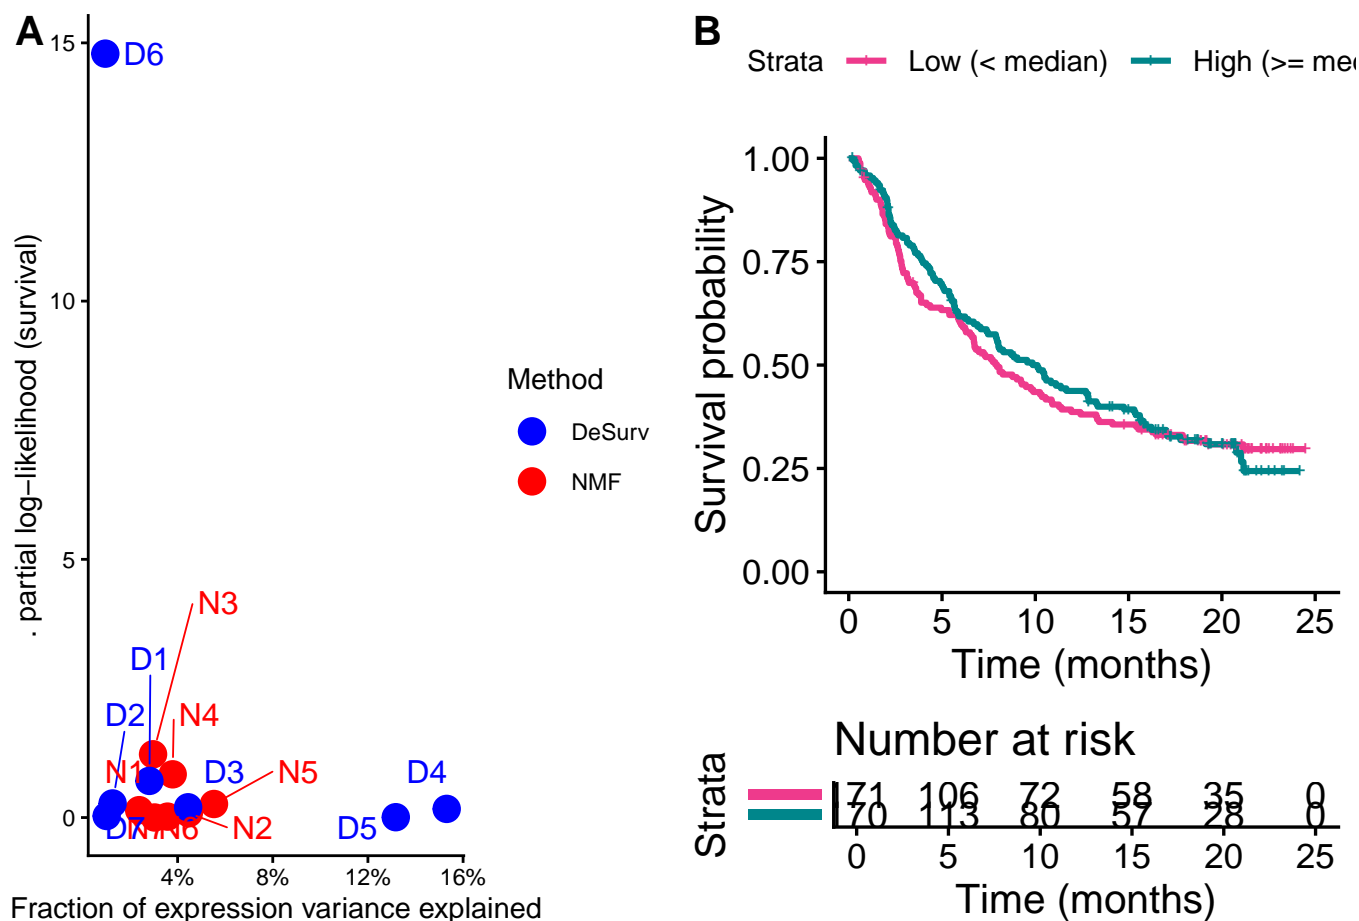 A
15
10
5
0
. partial log−likelihood (survival)
D6
N3
D1
D2
N4
N1
D3
N5
D4
D7
N7
N6
N2
D5
4% 8% 12% 16%
Fraction of expression variance explained
Method
DeSurv
NMF
B
Strata Low (< median) High (>= med
1.00
0.75
0.50
0.25
0.00
Survival probability
0 5 10 15 20 25
Time (months)
Number at risk
Strata
171 106 72 58 35 0
170 113 80 57 28 0
0 5 10 15 20 25
Time (months)